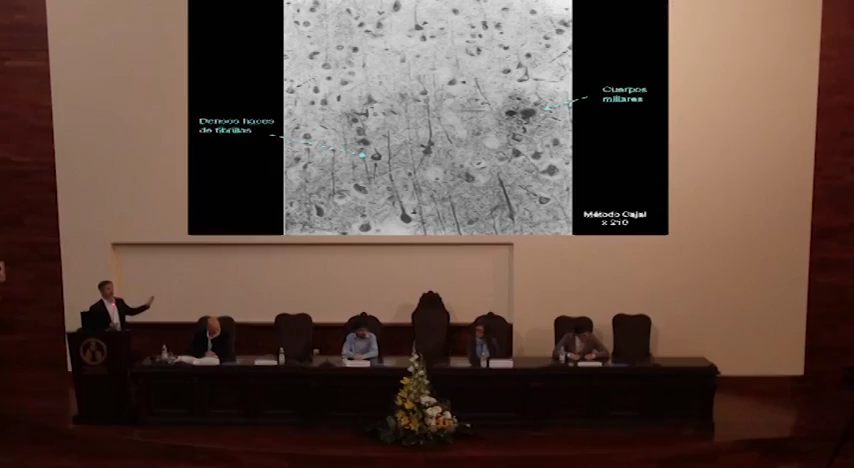 Densos haces
de fibrillas
Cuerpos
miliares
Método Cajal
x 210